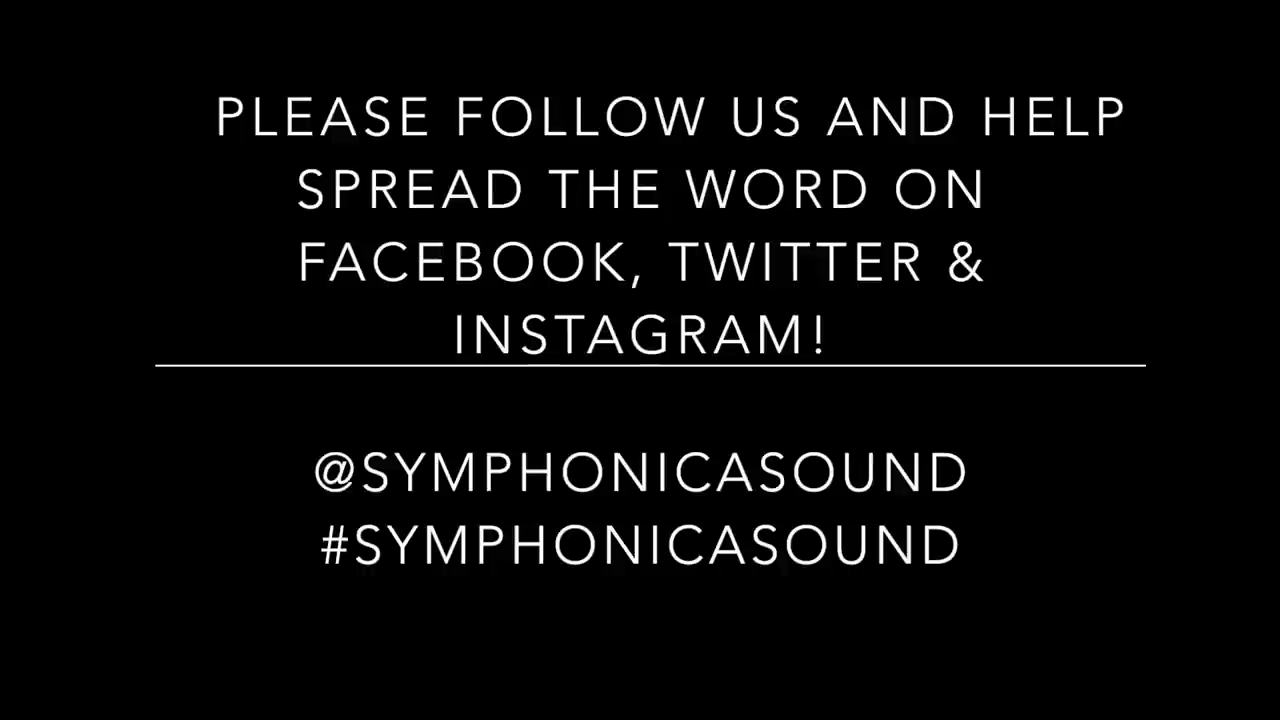 PLEASE FOLLOW US AND HELP
SPREAD THE WORD ON
FACEBOOK, TWITTER &
INSTAGRAM!
@SYMPHONICASOUND
#SYMPHONICASOUND